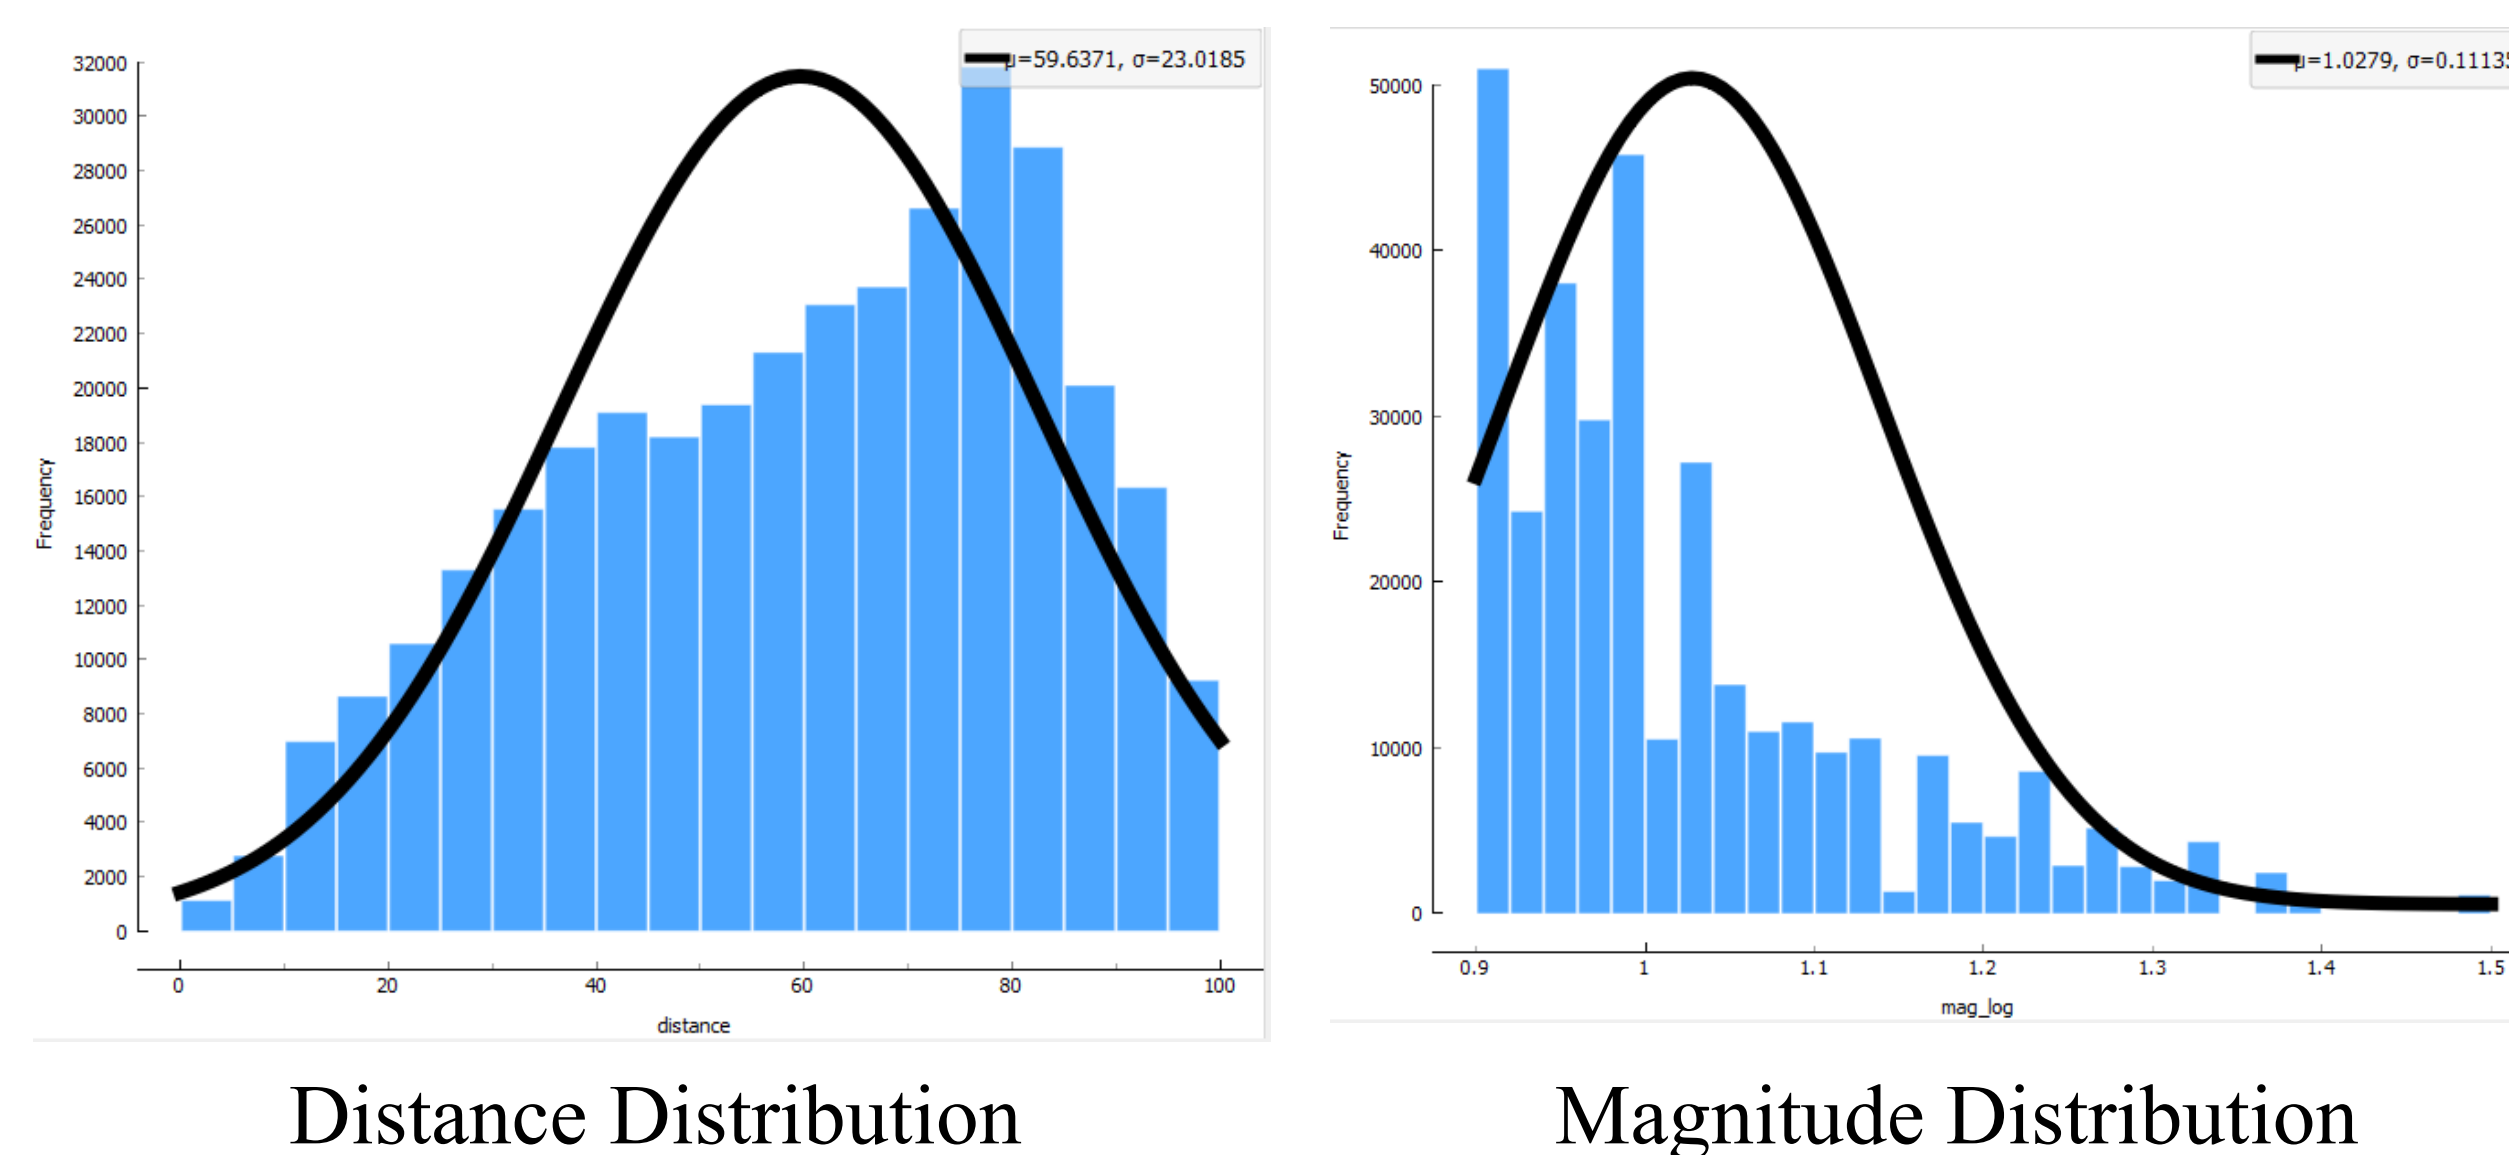 μ=59.6371, σ=23.0185
32000
30000
28000
26000
24000
22000
20000
18000
16000
14000
12000
10000
8000
6000
4000
2000
0
Frequency
0 20 40 60 80 100
distance
Distance Distribution
μ=1.0279, σ=0.11135
50000
40000
30000
20000
10000
0
Frequency
0.9 1 1.1 1.2 1.3 1.4 1.5
mag_log
Magnitude Distribution